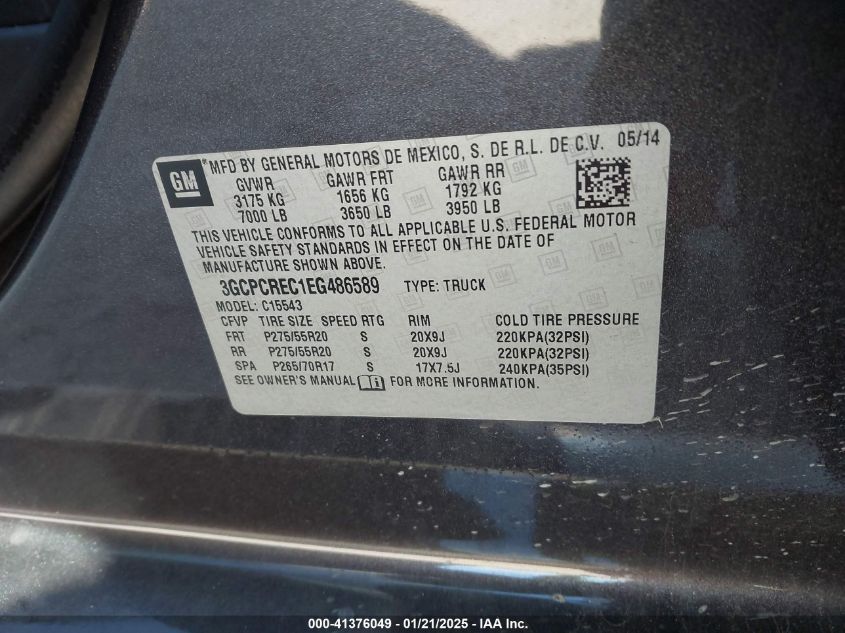 GM
MFD BY GENERAL MOTORS DE MEXICO, S. DE R.L. DE C.V. 05/14
GVWR GAWR FRT GAWR RR
3175 KG 1656 KG 1792 KG
7000 LB 3650 LB 3950 LB
THIS VEHICLE CONFORMS TO ALL APPLICABLE U.S. FEDERAL MOTOR
VEHICLE SAFETY STANDARDS IN EFFECT ON THE DATE OF
MANUFACTURE SHOWN ABOVE.
3GCPCREC1EG486589 TYPE: TRUCK
MODEL: C15543
CFVP TIRE SIZE SPEED RTG RIM COLD TIRE PRESSURE
FRT P275/55R20 S 20X9J 220KPA(32PSI)
RR P275/55R20 S 20X9J 220KPA(32PSI)
SPA P265/70R17 S 17X7.5J 240KPA(35PSI)
SEE OWNER'S MANUAL FOR MORE INFORMATION.
000-41376049 — 01/21/2025 — IAA Inc.